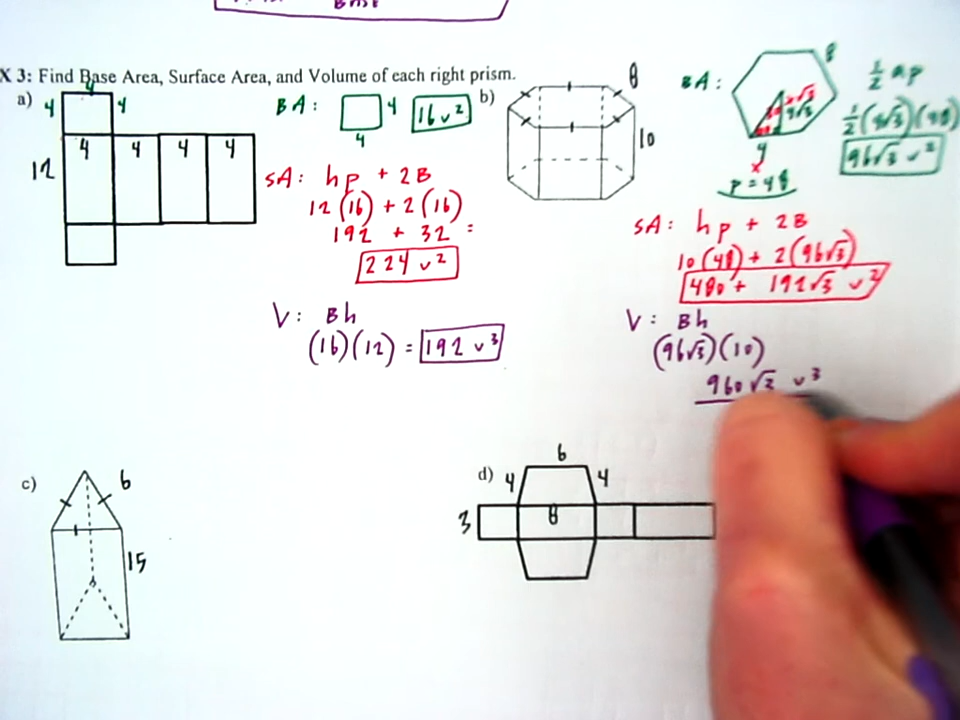 BASE
X 3: Find Base Area, Surface Area, and Volume of each right prism.
a) 4 4 4
12 4 4 4 4
BA: 4 16 u²
4
SA: hp + 2B
12(16) + 2(16)
192 + 32 =
224 u²
V: Bh
(16)(12) = 192 u³
b) 8
10
BA: 8
x√3
4√3
4
x
p = 48
½ ap
½(4√3)(48)
96√3 u²
SA: hp + 2B
10(48) + 2(96√3)
480 + 192√3 u²
V: Bh
(96√3)(10)
960√3 u³
c) 6
15
d) 6
4 4
3 8